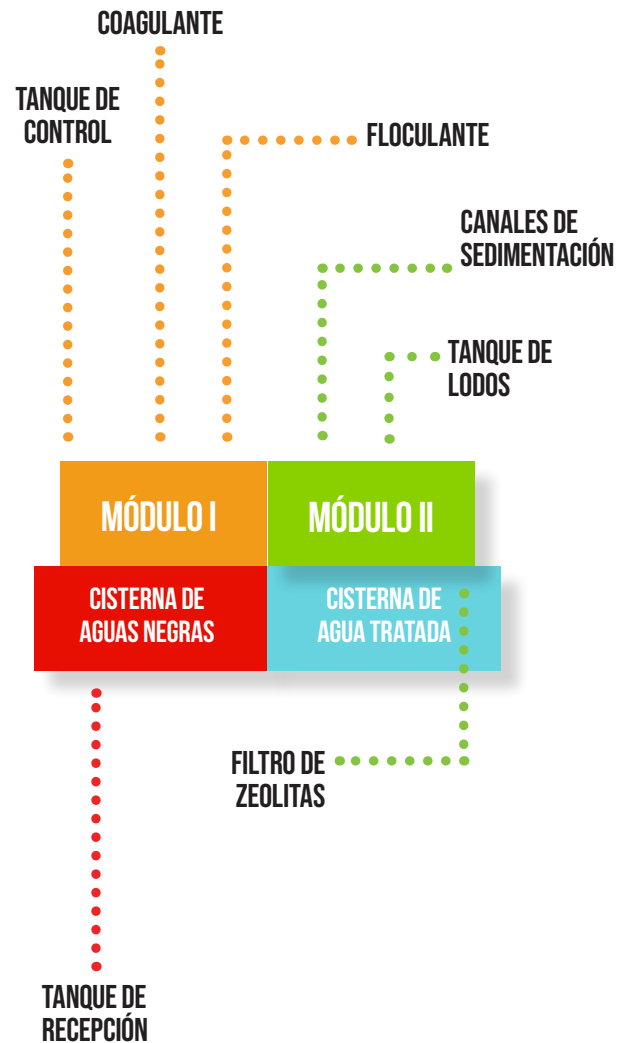 COAGULANTE
TANQUE DE
CONTROL
FLOCULANTE
CANALES DE
SEDIMENTACIÓN
TANQUE DE
LODOS
MÓDULO I
MÓDULO II
CISTERNA DE
AGUAS NEGRAS
CISTERNA DE
AGUA TRATADA
FILTRO DE
ZEOLITAS
TANQUE DE
RECEPCIÓN